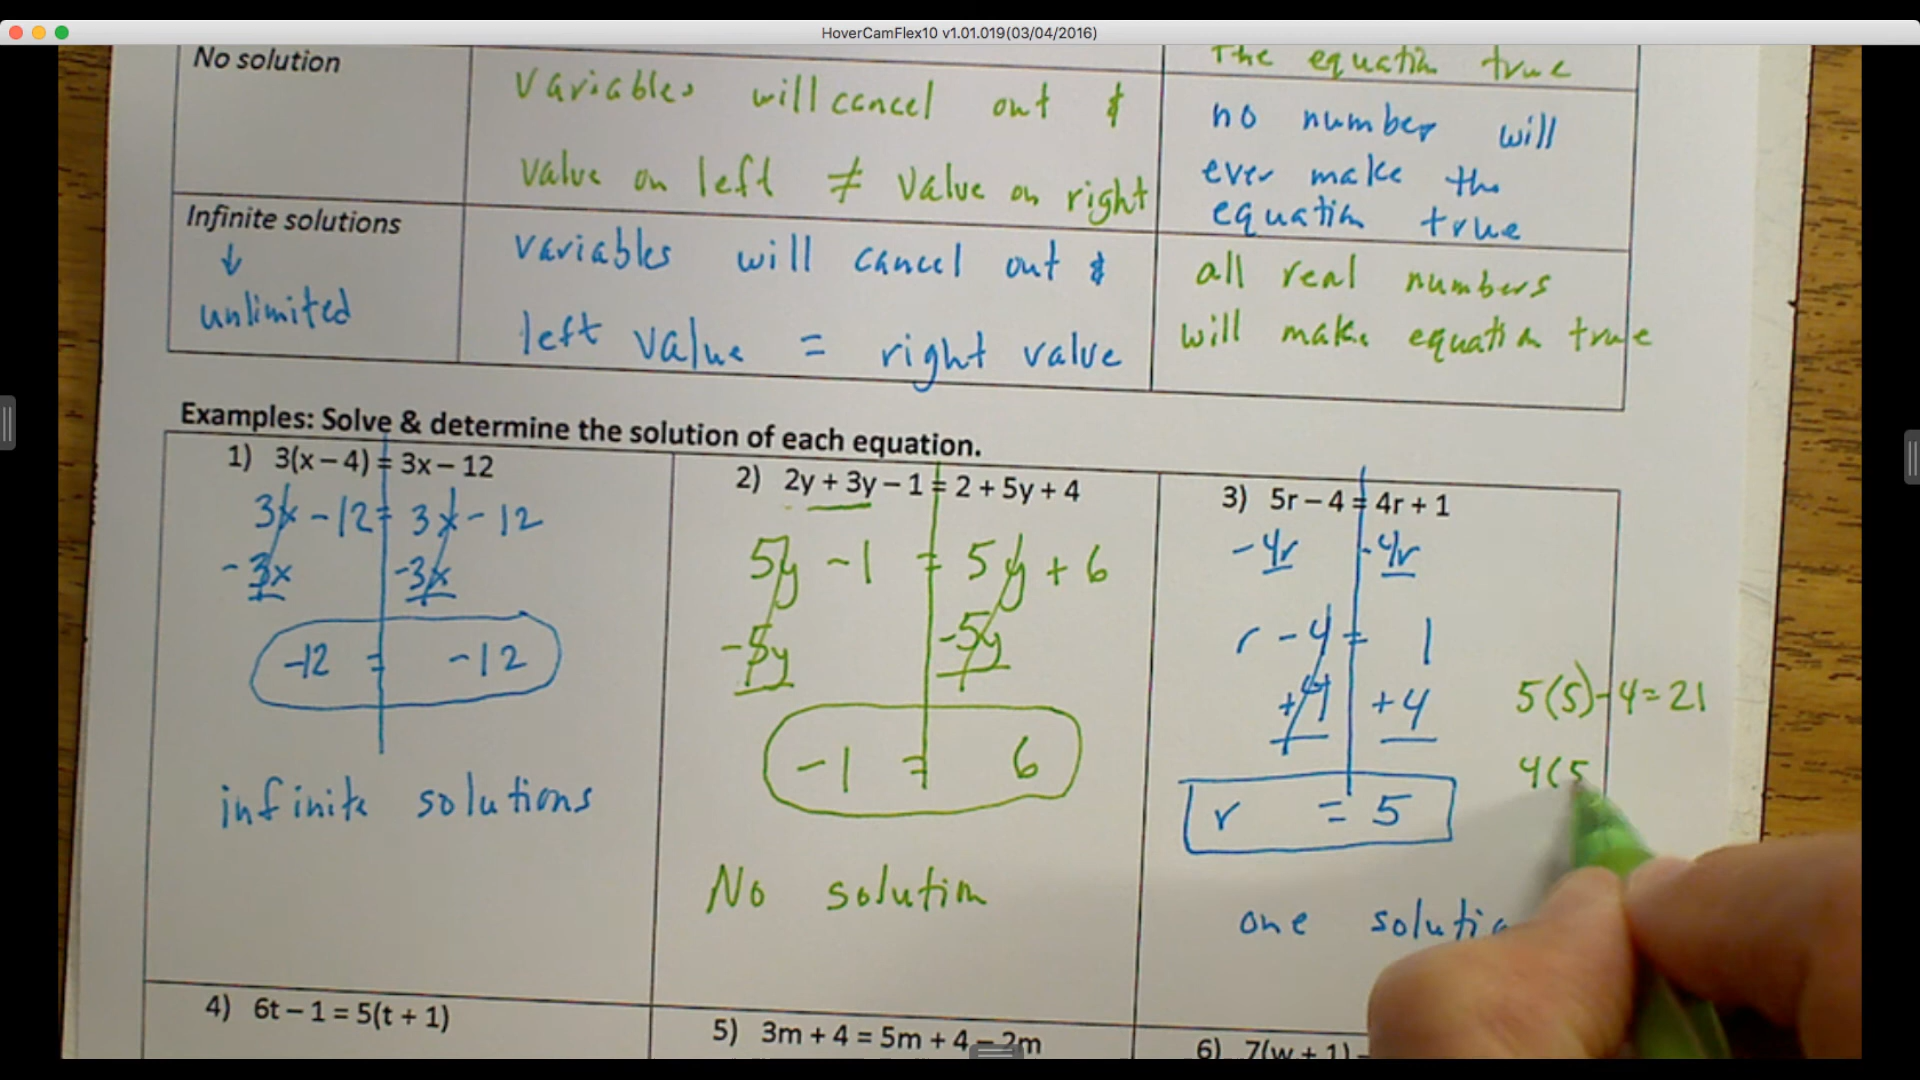 HoverCamFlex10 v1.01.019(03/04/2016)
No solution
variables will cancel out &
value on left ≠ value on right
The equation true
no number will
ever make the
equation true
Infinite solutions
↓
unlimited
variables will cancel out &
left value = right value
all real numbers
will make equation true
Examples: Solve & determine the solution of each equation.
1) 3(x – 4) = 3x – 12
3x - 12 = 3x - 12
-3x -3x
-12 = -12
infinite solutions
2) 2y + 3y – 1 = 2 + 5y + 4
5y - 1 = 5y + 6
-5y -5y
-1 = 6
No solution
3) 5r – 4 = 4r + 1
-4r -4r
r - 4 = 1
+4 +4
r = 5
one solutio
5(5)-4=21
4(5
4) 6t – 1 = 5(t + 1)
5) 3m + 4 = 5m + 4 – 2m
6) 7(w + 1) –